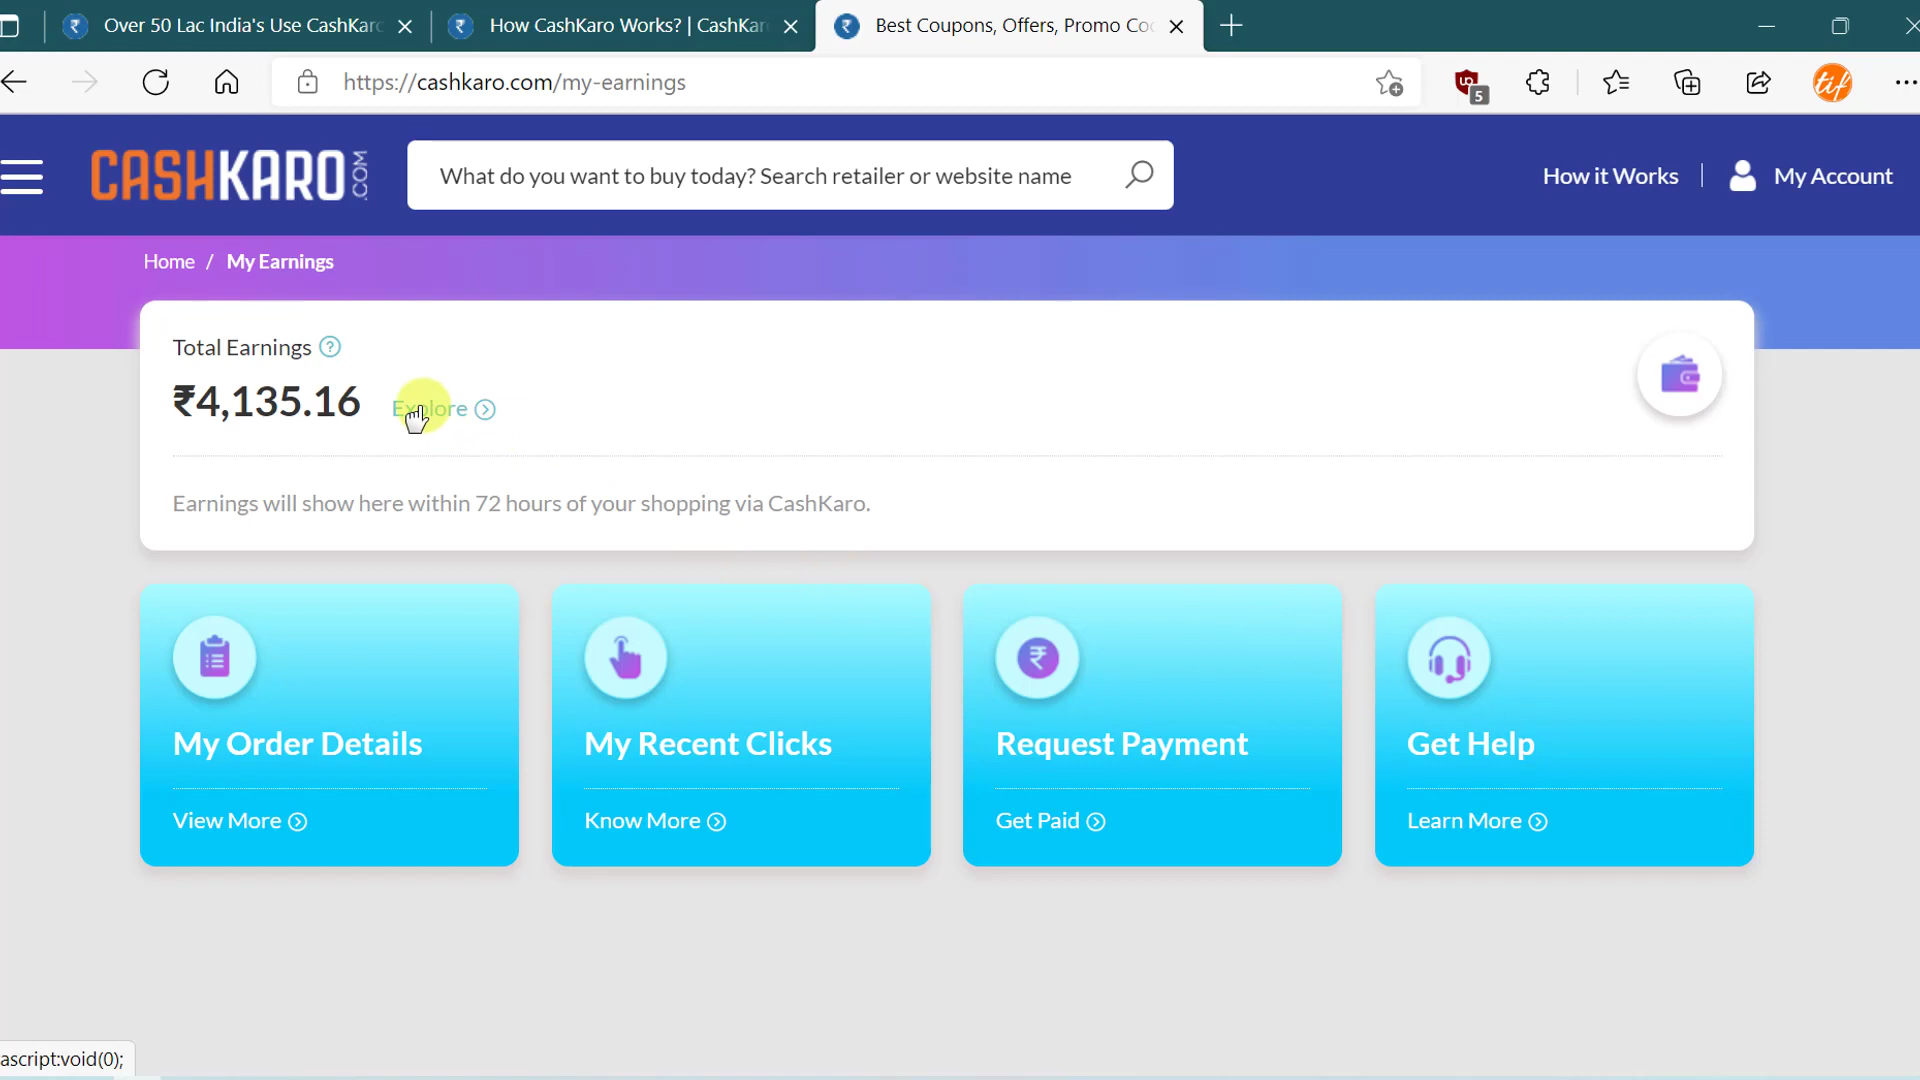 Over 50 Lac India's Use CashKaro
How CashKaro Works? | CashKar
Best Coupons, Offers, Promo Co
https://cashkaro.com/my-earnings
5
tif
CASHKARO.COM
What do you want to buy today? Search retailer or website name
How it Works
My Account
Home / My Earnings
Total Earnings ?
₹4,135.16
Explore
Earnings will show here within 72 hours of your shopping via CashKaro.
My Order Details
View More
My Recent Clicks
Know More
Request Payment
Get Paid
Get Help
Learn More
ascript:void(0);